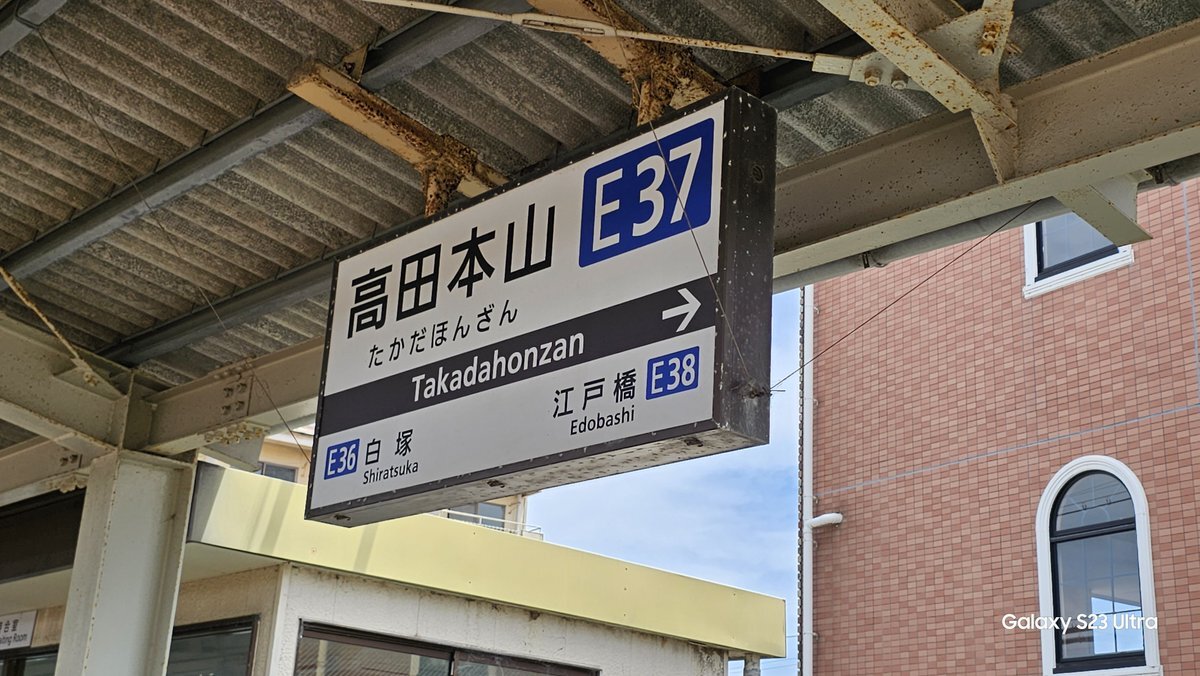 E37
高田本山
たかだほんざん
Takadahonzan →
江戸橋 E38
Edobashi
E36 白塚
Shiratsuka
Room
Galaxy S23 Ultra